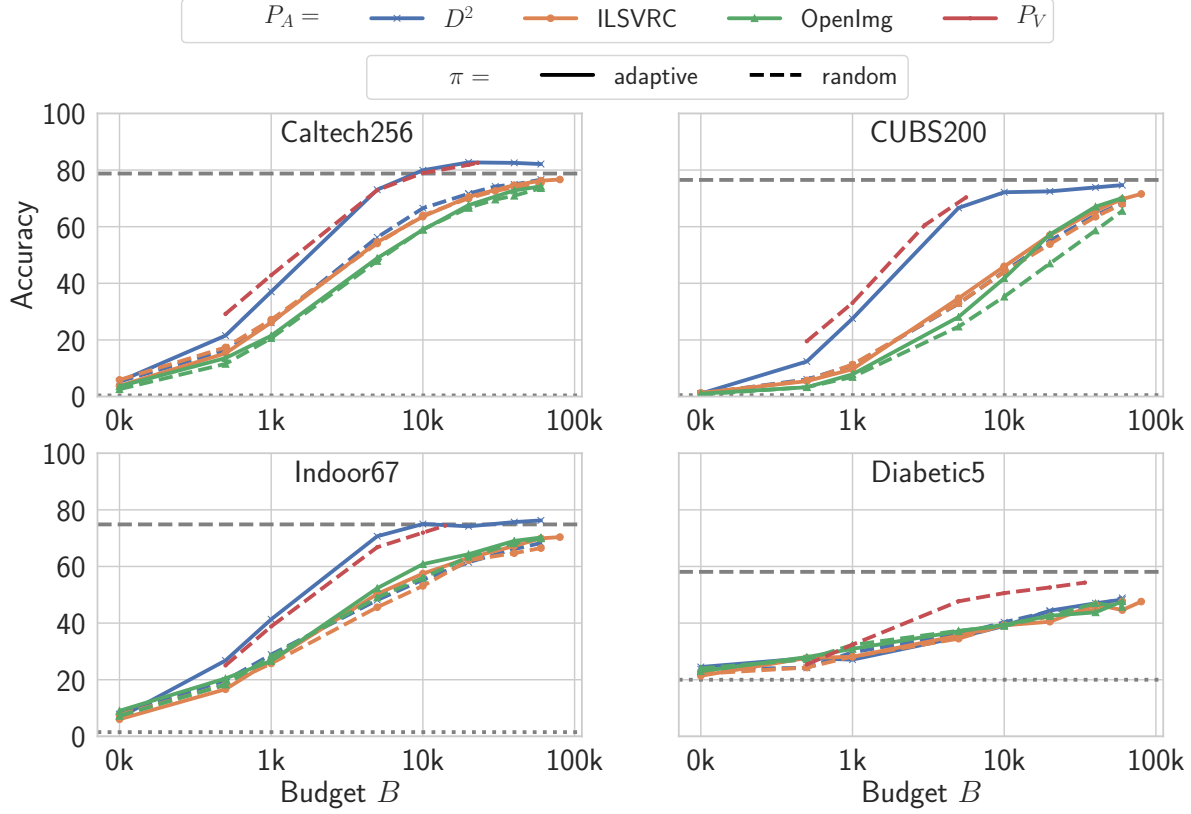 P_A = D² ILSVRC OpenImg P_V
π = adaptive random
Caltech256
CUBS200
100
80
60
40
20
0
Accuracy
0k 1k 10k 100k
0k 1k 10k 100k
Indoor67
Diabetic5
100
80
60
40
20
0
0k 1k 10k 100k
0k 1k 10k 100k
Budget B
Budget B